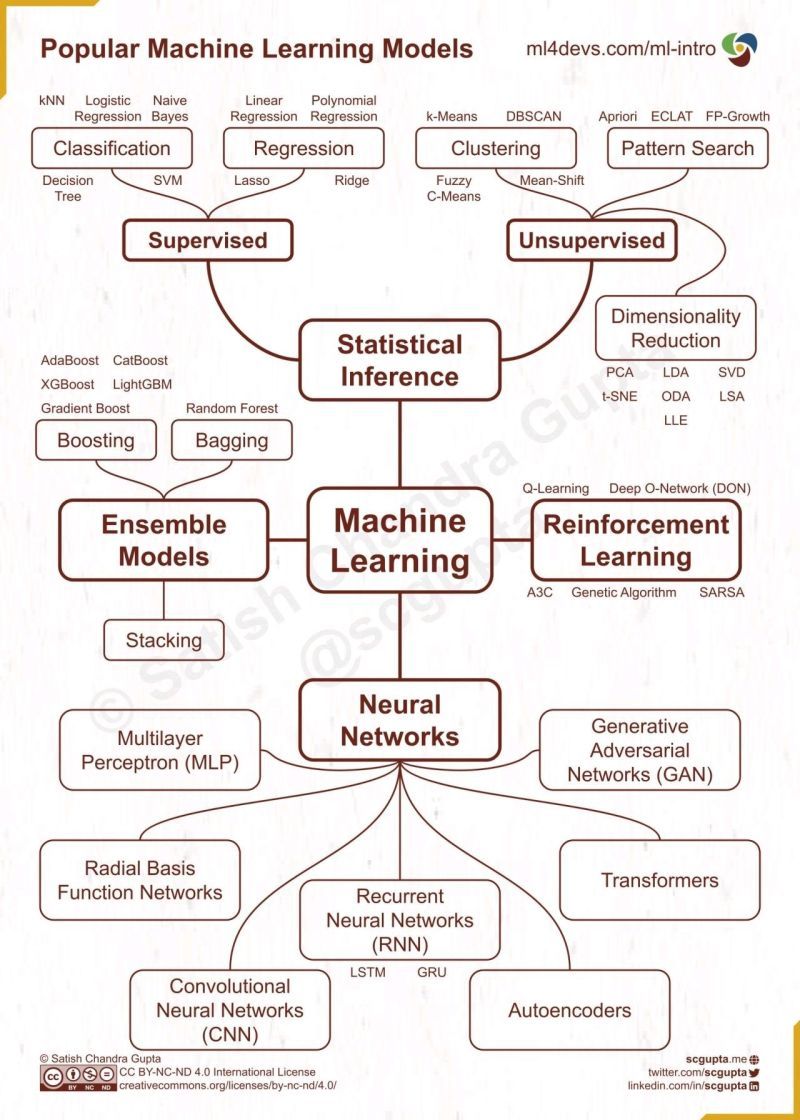 Popular Machine Learning Models
ml4devs.com/ml-intro
kNN
Logistic
Regression
Naive
Bayes
Classification
Decision
Tree
SVM
Linear
Regression
Polynomial
Regression
Regression
Lasso
Ridge
k-Means
DBSCAN
Clustering
Fuzzy
C-Means
Mean-Shift
Apriori
ECLAT
FP-Growth
Pattern Search
Supervised
Unsupervised
Statistical
Inference
Dimensionality
Reduction
PCA
LDA
SVD
t-SNE
ODA
LSA
LLE
AdaBoost
CatBoost
XGBoost
LightGBM
Gradient Boost
Boosting
Random Forest
Bagging
Ensemble
Models
Stacking
Machine
Learning
Q-Learning
Deep O-Network (DON)
Reinforcement
Learning
A3C
Genetic Algorithm
SARSA
Neural
Networks
Multilayer
Perceptron (MLP)
Generative
Adversarial
Networks (GAN)
Radial Basis
Function Networks
Transformers
Recurrent
Neural Networks
(RNN)
LSTM
GRU
Convolutional
Neural Networks
(CNN)
Autoencoders
© Satish Chandra Gupta
@scgupta
© Satish Chandra Gupta
CC BY-NC-ND 4.0 International License
creativecommons.org/licenses/by-nc-nd/4.0/
cc
BY NC ND
scgupta.me
twitter.com/scgupta
linkedin.com/in/scgupta